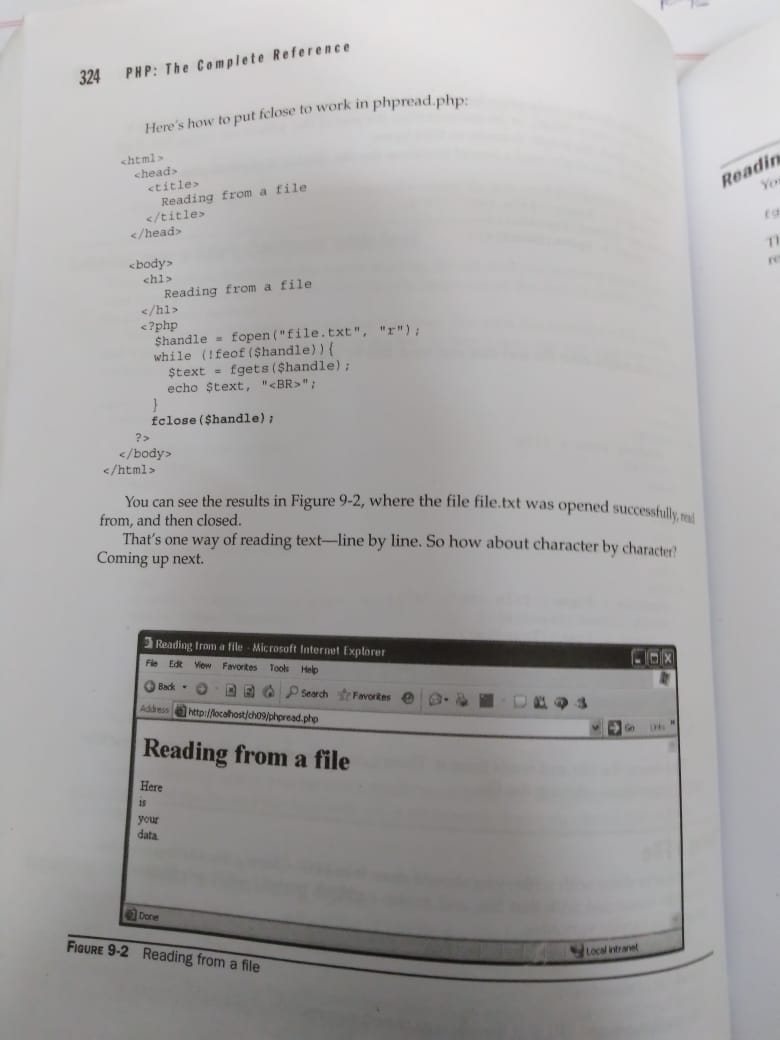 324 PHP: The Complete Reference
Here's how to put fclose to work in phpread.php:
<html>
<head>
<title>
Reading from a file
</title>
</head>
<body>
<h1>
Reading from a file
</h1>
<?php
$handle = fopen("file.txt", "r");
while (!feof($handle)){
$text = fgets($handle);
echo $text, "<BR>";
}
fclose($handle);
?>
</body>
</html>
You can see the results in Figure 9-2, where the file file.txt was opened successfully, read
from, and then closed.
That's one way of reading text—line by line. So how about character by character?
Coming up next.
Reading from a file - Microsoft Internet Explorer
File Edit View Favorites Tools Help
Back Search Favorites
Address http://localhost/ch09/phpread.php Go Links
Reading from a file
Here
is
your
data.
Done
Local intranet
FIGURE 9-2 Reading from a file
Readin
You